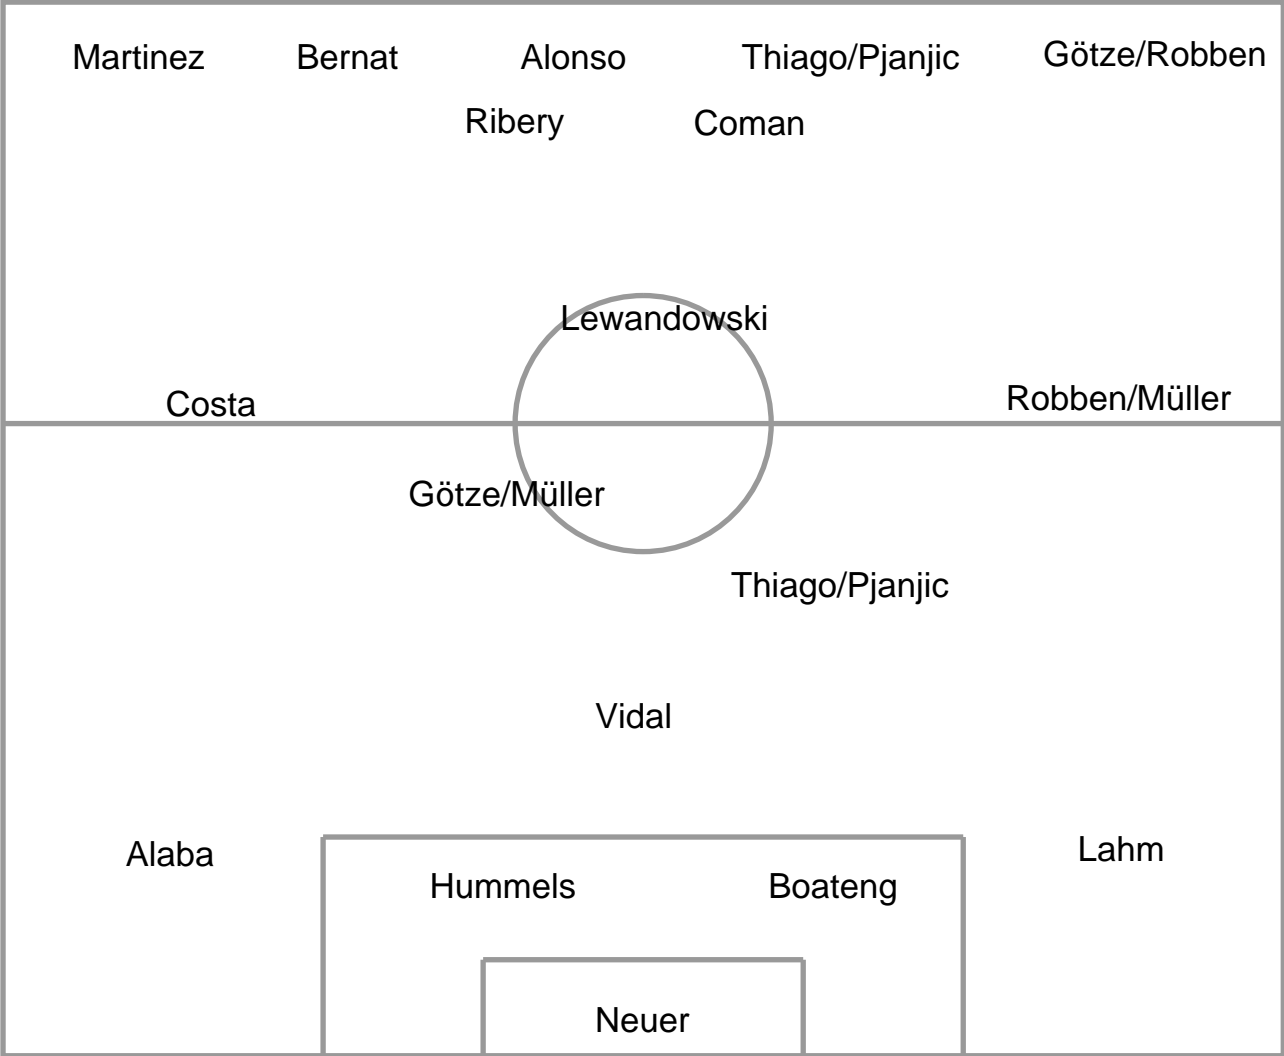 Martinez Bernat Alonso Thiago/Pjanjic Götze/Robben
Ribery Coman
Lewandowski
Costa Robben/Müller
Götze/Müller
Thiago/Pjanjic
Vidal
Alaba Lahm
Hummels Boateng
Neuer